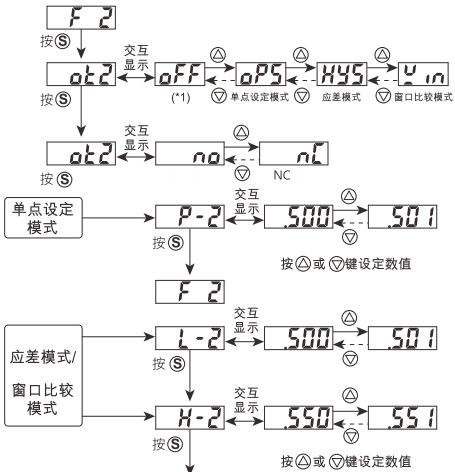 F 2
按Ⓢ
交互
显示
ot2 oFF oPS HYS Yin
按Ⓢ (*1) 单点设定模式 应差模式 窗口比较模式
交互
显示
ot2 no nC
按Ⓢ NC
单点设定
模式
交互
显示
P-2 .500 .501
按Ⓢ
按△或▽键设定数值
F 2
应差模式/
窗口比较
模式
交互
显示
L-2 .500 .501
按Ⓢ
交互
显示
H-2 .550 .551
按Ⓢ
按△或▽键设定数值